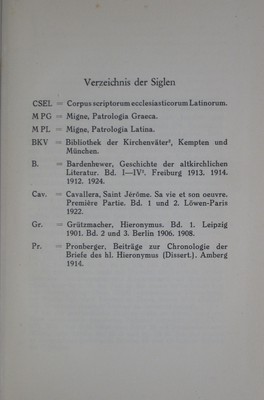 Verzeichnis der Siglen
CSEL = Corpus scriptorum ecclesiasticorum Latinorum.
M PG = Migne, Patrologia Graeca.
M PL = Migne, Patrologia Latina.
BKV = Bibliothek der Kirchenväter², Kempten und
München.
B. = Bardenhewer, Geschichte der altkirchlichen
Literatur. Bd. I—IV². Freiburg 1913. 1914.
1912. 1924.
Cav. = Cavallera, Saint Jérôme. Sa vie et son oeuvre.
Première Partie. Bd. 1 und 2. Löwen-Paris
1922.
Gr. = Grützmacher, Hieronymus. Bd. 1. Leipzig
1901. Bd. 2 und 3. Berlin 1906. 1908.
Pr. = Pronberger, Beiträge zur Chronologie der
Briefe des hl. Hieronymus (Dissert.). Amberg
1914.